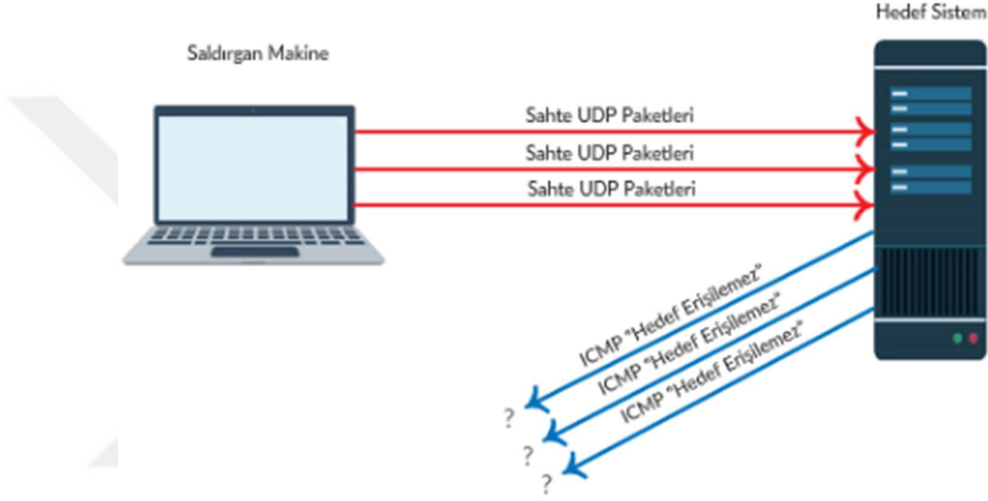 Hedef Sistem
Saldırgan Makine
Sahte UDP Paketleri
Sahte UDP Paketleri
Sahte UDP Paketleri
ICMP "Hedef Erişilemez"
ICMP "Hedef Erişilemez"
ICMP "Hedef Erişilemez"
?
?
?